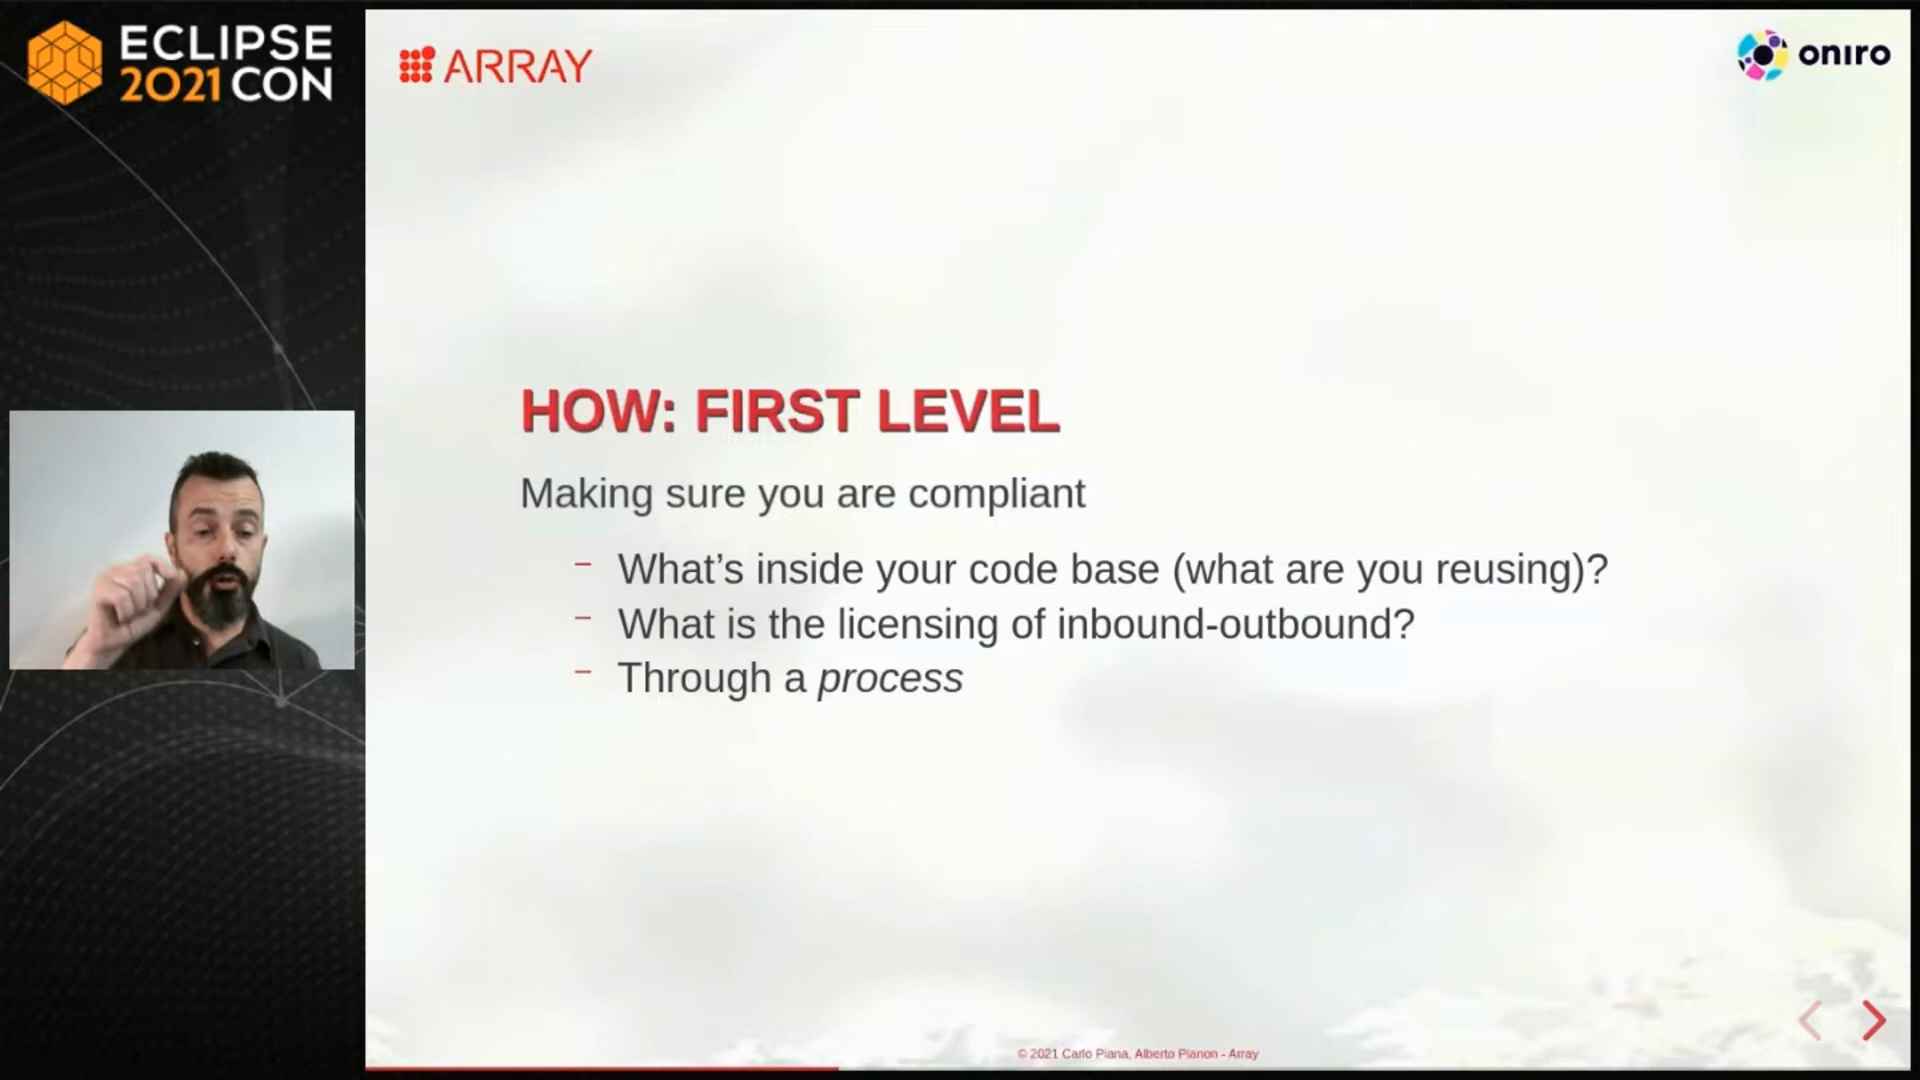 ECLIPSE
2021 CON
ARRAY
oniro
HOW: FIRST LEVEL
Making sure you are compliant
– What’s inside your code base (what are you reusing)?
– What is the licensing of inbound-outbound?
– Through a process
© 2021 Carlo Piana, Alberto Pianon - Array